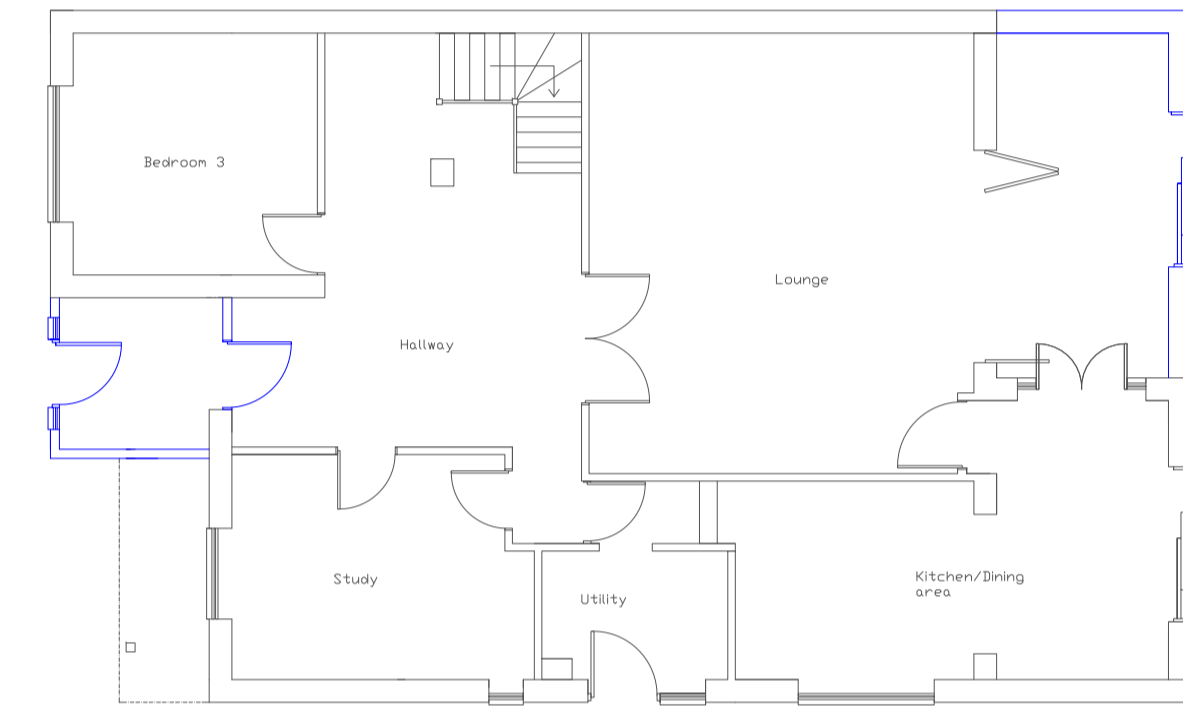 Bedroom 3
Lounge
Hallway
Study
Utility
Kitchen/Dining
area